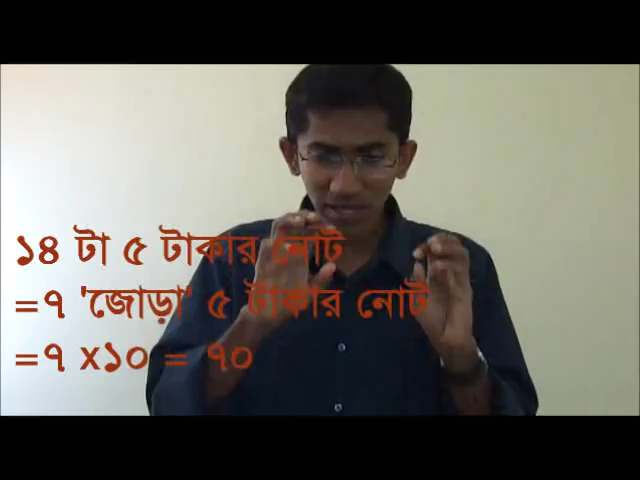 ১৪ টা ৫ টাকার নোট
=৭ 'জোড়া' ৫ টাকার নোট
=৭ x১০ = ৭০